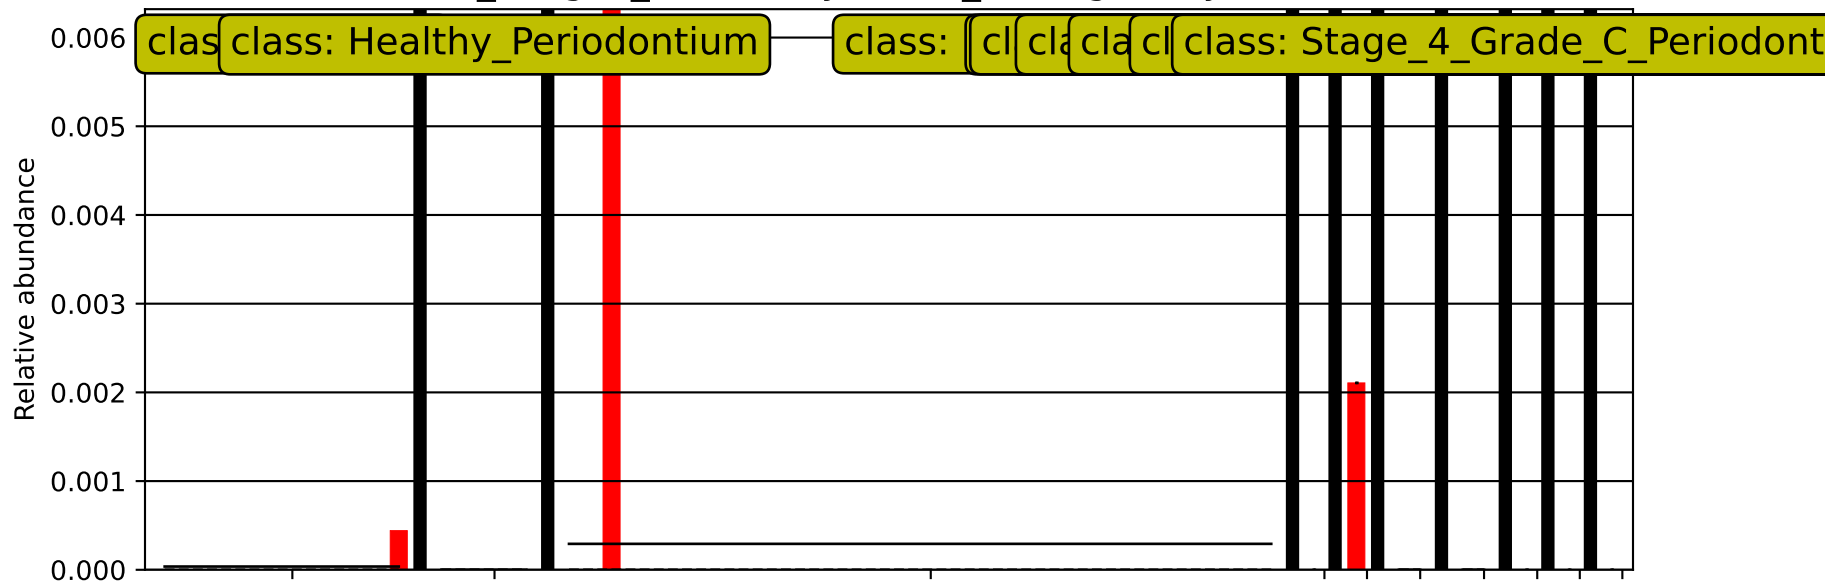 0.006
clas
class: Healthy_Periodontium
class:
cl
cla
cla
cl
class: Stage_4_Grade_C_Periodont
0.005
0.004
0.003
0.002
0.001
0.000
Relative abundance